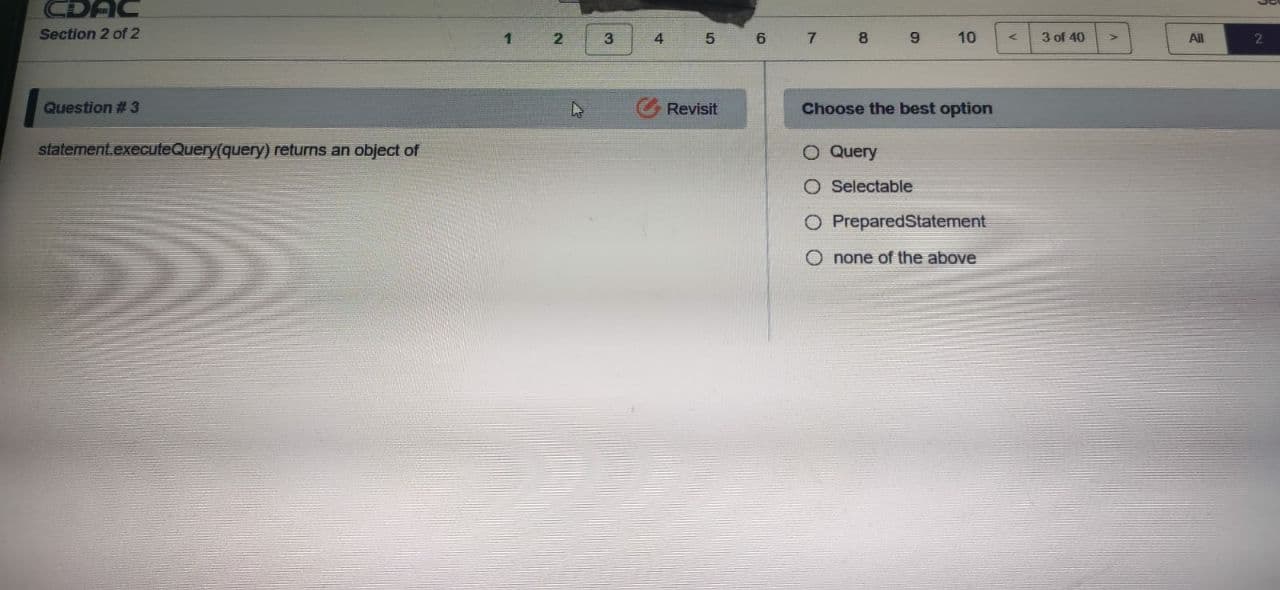 CDAC
Section 2 of 2
1 2 3 4 5 6 7 8 9 10 < 3 of 40 > All 2
Question # 3
Revisit
Choose the best option
statement.executeQuery(query) returns an object of
Query
Selectable
PreparedStatement
none of the above